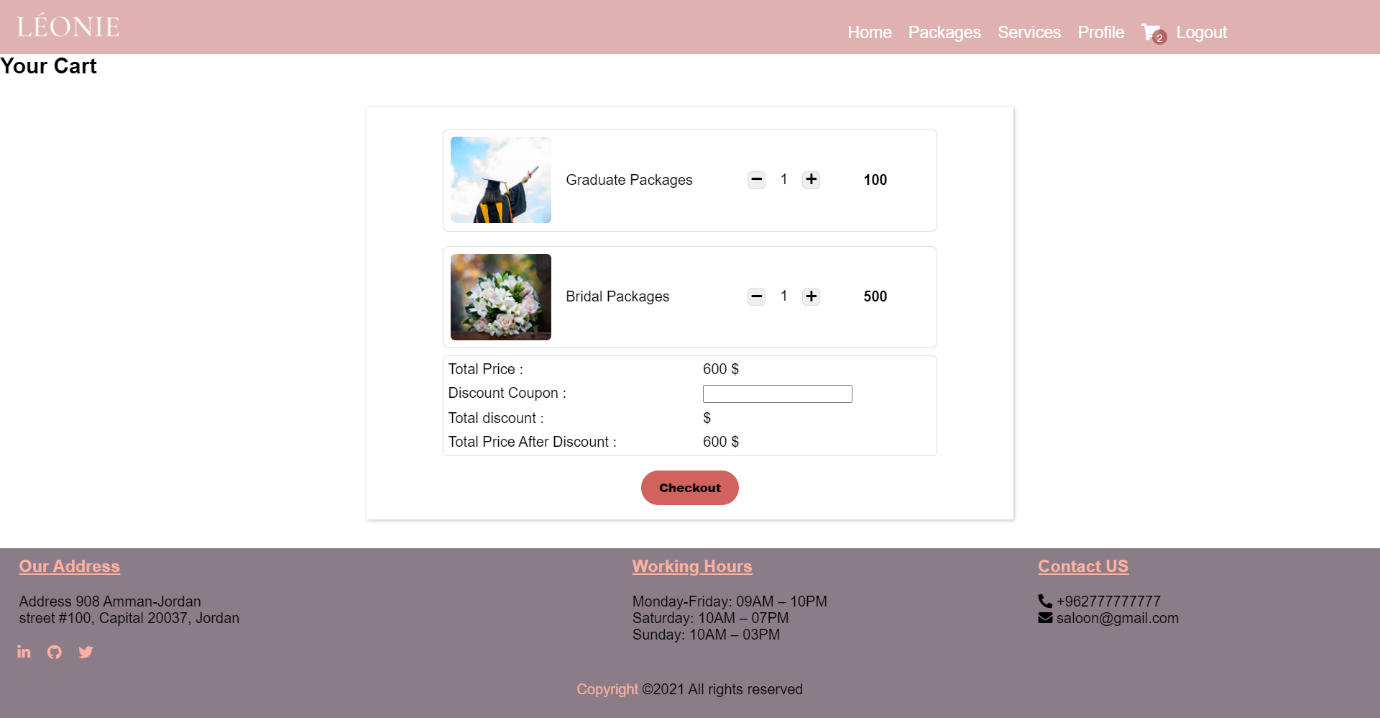 LÉONIE
Home Packages Services Profile 2 Logout
Your Cart
Graduate Packages 1 100
Bridal Packages 1 500
Total Price : 600 $
Discount Coupon :
Total discount : $
Total Price After Discount : 600 $
Checkout
Our Address
Address 908 Amman-Jordan
street #100, Capital 20037, Jordan
Working Hours
Monday-Friday: 09AM – 10PM
Saturday: 10AM – 07PM
Sunday: 10AM – 03PM
Contact US
+962777777777
saloon@gmail.com
Copyright ©2021 All rights reserved